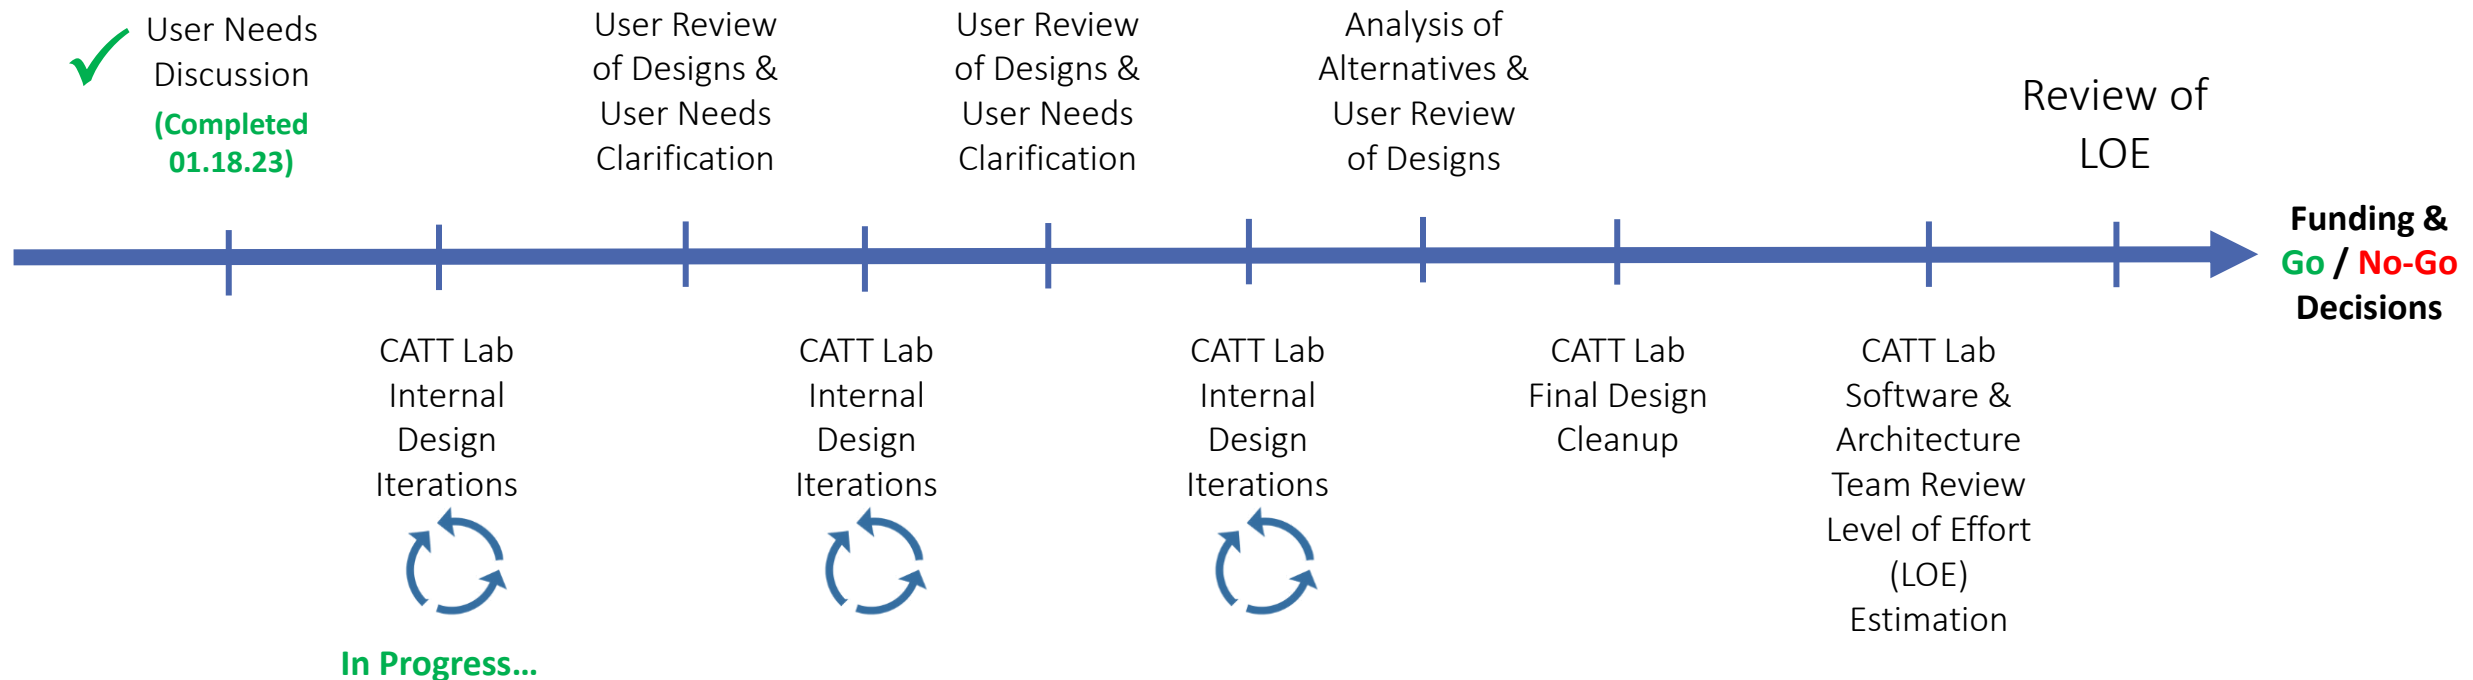 User Needs
Discussion
(Completed
01.18.23)
User Review
of Designs &
User Needs
Clarification
User Review
of Designs &
User Needs
Clarification
Analysis of
Alternatives &
User Review
of Designs
Review of
LOE
Funding &
Go / No-Go
Decisions
CATT Lab
Internal
Design
Iterations
In Progress...
CATT Lab
Internal
Design
Iterations
CATT Lab
Internal
Design
Iterations
CATT Lab
Final Design
Cleanup
CATT Lab
Software &
Architecture
Team Review
Level of Effort
(LOE)
Estimation